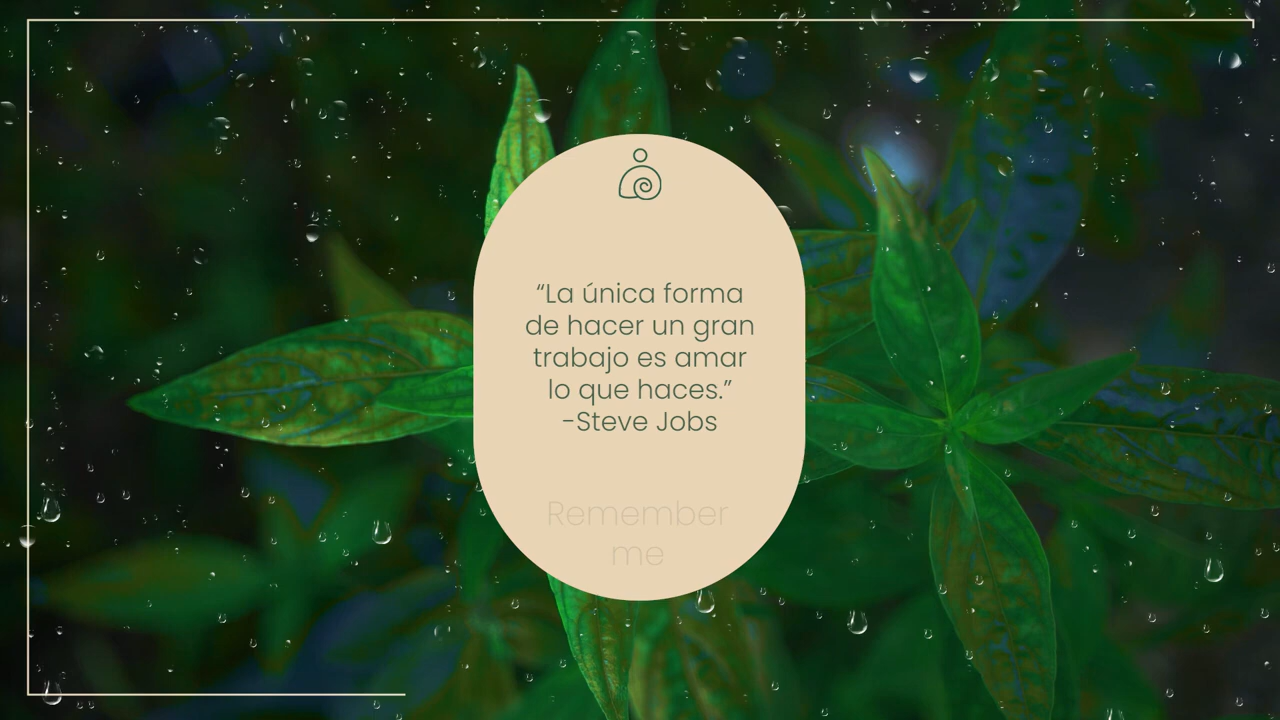 “La única forma
de hacer un gran
trabajo es amar
lo que haces.”
-Steve Jobs
Remember
me